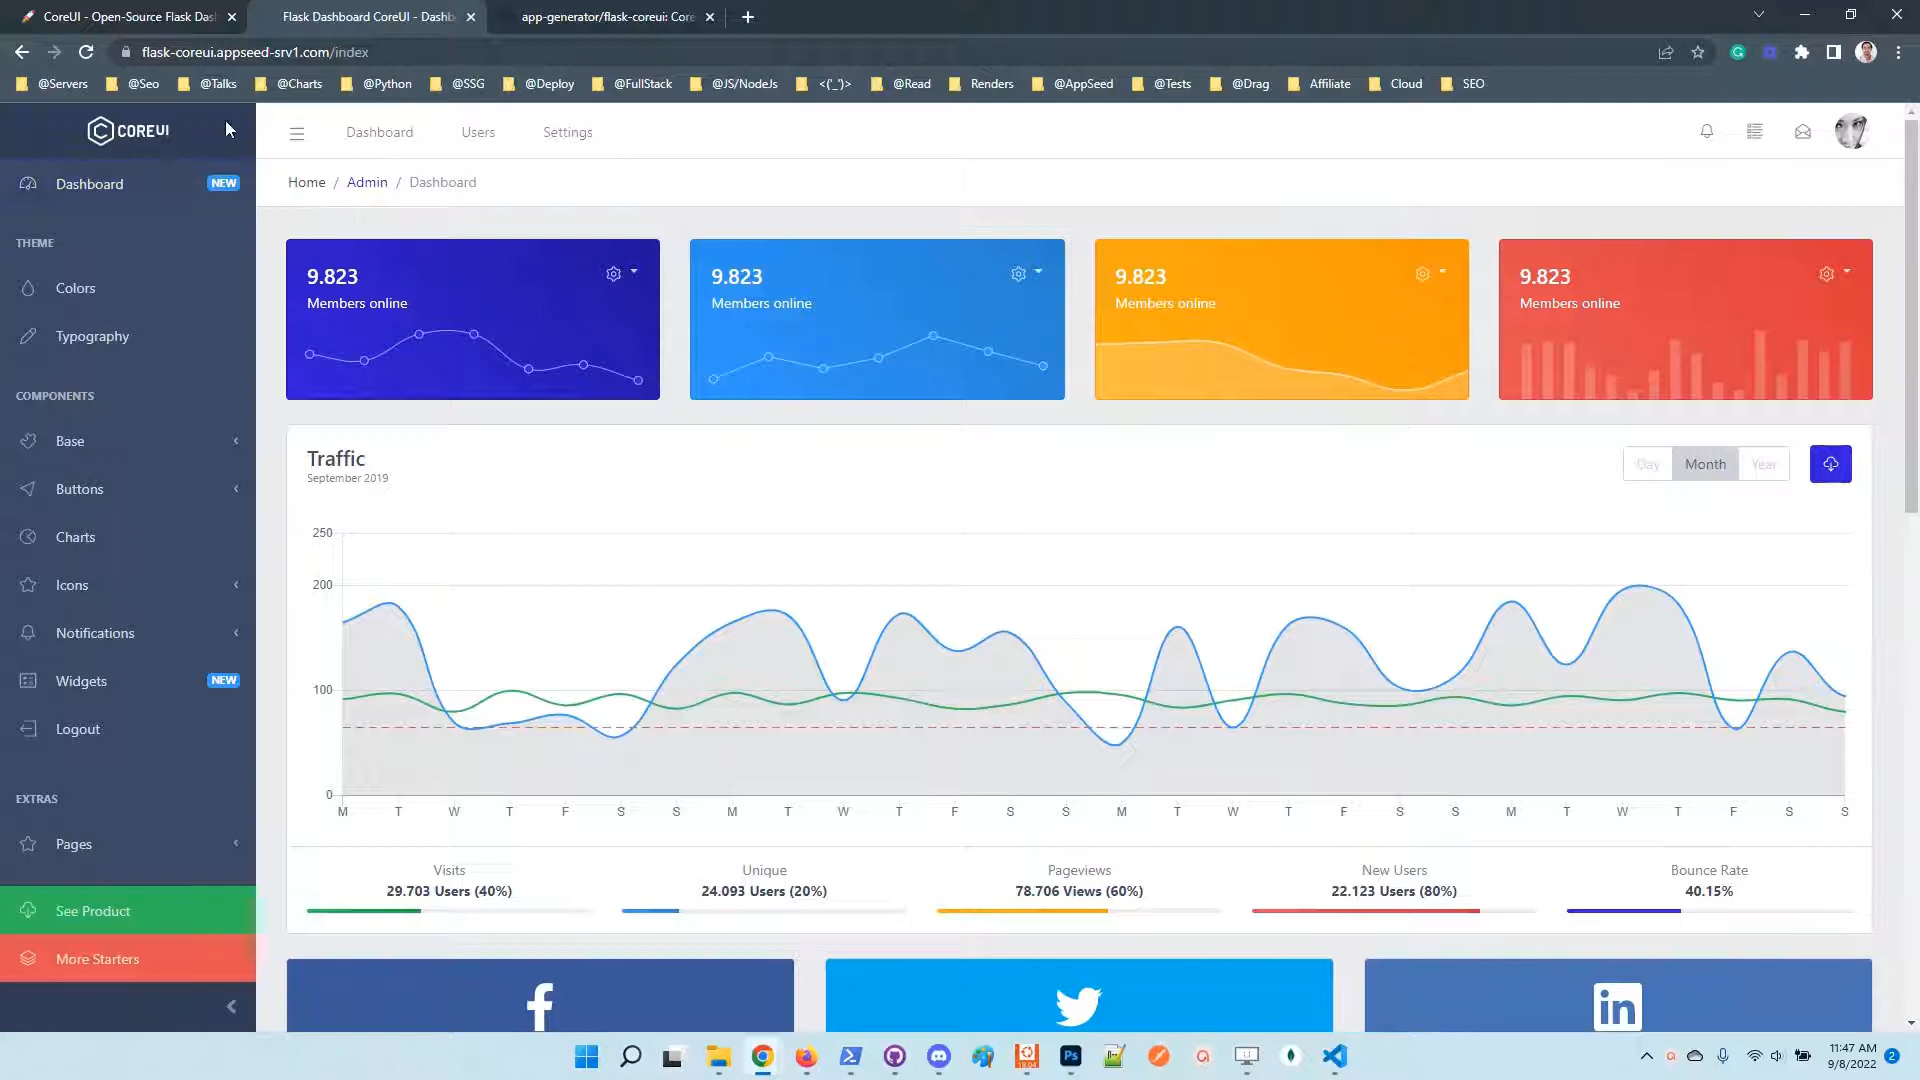 CoreUI - Open-Source Flask Das
Flask Dashboard CoreUI - Dashb
app-generator/flask-coreui: Core
flask-coreui.appseed-srv1.com/index
@Servers @Seo @Talks @Charts @Python @SSG @Deploy @FullStack @JS/NodeJs <('_')> @Read Renders @AppSeed @Tests @Drag Affiliate Cloud SEO
COREUI
Dashboard Users Settings
Home / Admin / Dashboard
Dashboard NEW
THEME
Colors
Typography
COMPONENTS
Base
Buttons
Charts
Icons
Notifications
Widgets NEW
Logout
EXTRAS
Pages
See Product
More Starters
9.823
Members online
9.823
Members online
9.823
Members online
9.823
Members online
Traffic
September 2019
Day Month Year
250
200
100
0
M T W T F S S M T W T F S S M T W T F S S M T W T F S S
Visits
29.703 Users (40%)
Unique
24.093 Users (20%)
Pageviews
78.706 Views (60%)
New Users
22.123 Users (80%)
Bounce Rate
40.15%
f
in
Ps
18.04
11:47 AM
9/8/2022
2